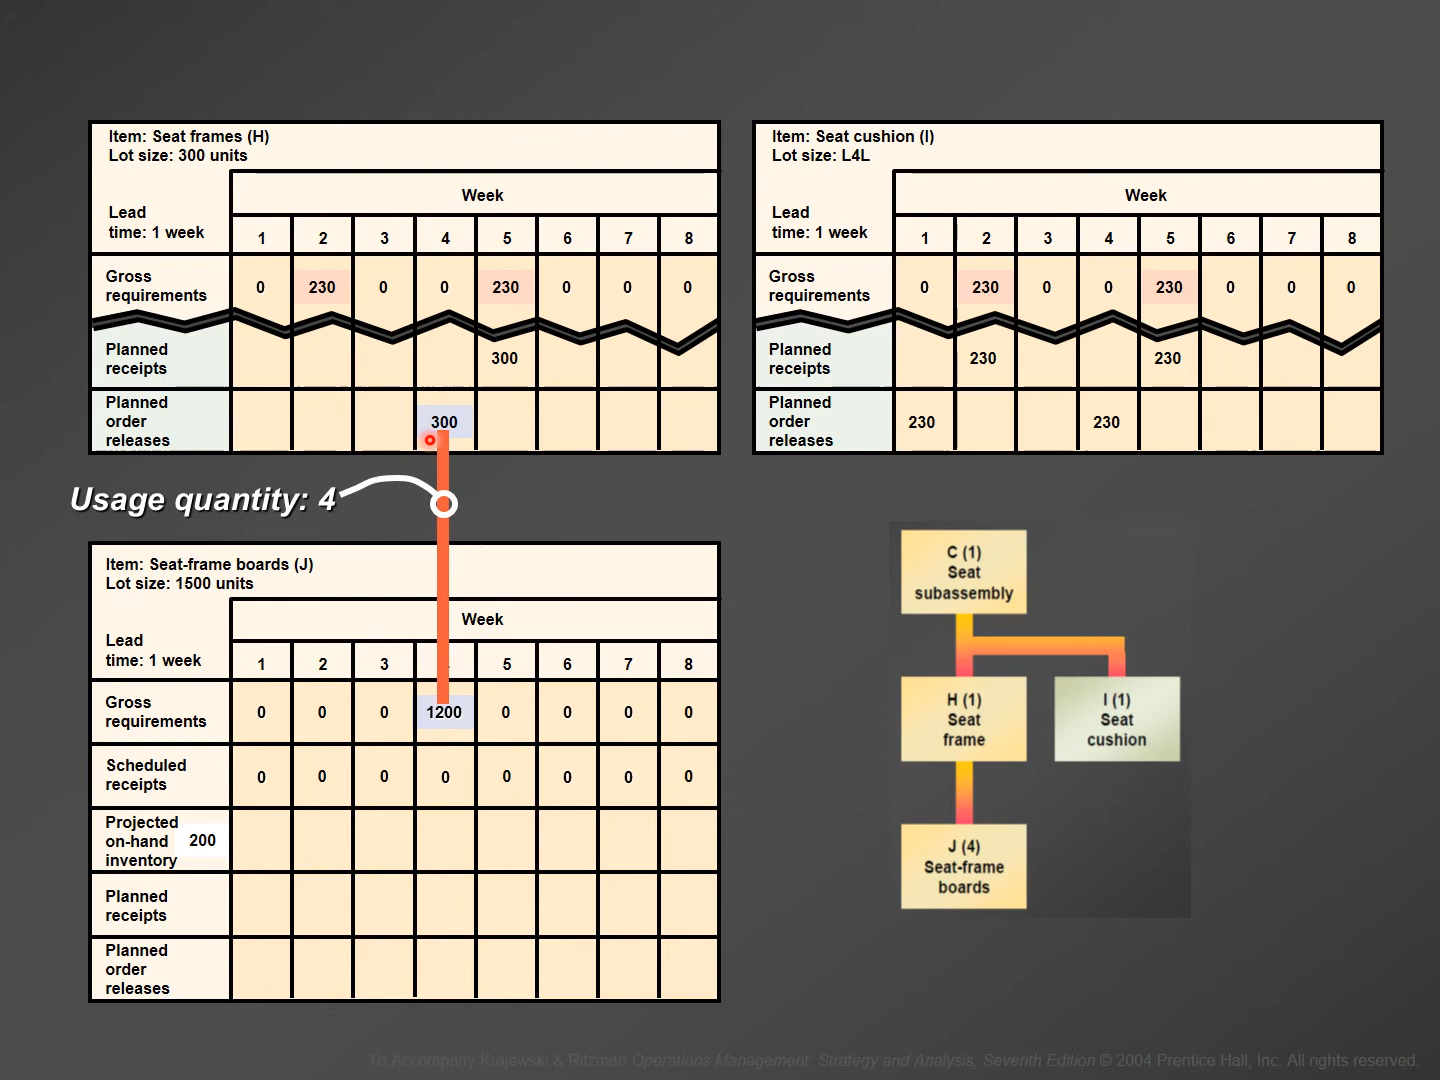 Item: Seat frames (H)
Lot size: 300 units
Week
Lead
time: 1 week
1 2 3 4 5 6 7 8
Gross
requirements
0 230 0 0 230 0 0 0
Planned
receipts
300
Planned
order
releases
300
Item: Seat cushion (I)
Lot size: L4L
Week
Lead
time: 1 week
1 2 3 4 5 6 7 8
Gross
requirements
0 230 0 0 230 0 0 0
Planned
receipts
230 230
Planned
order
releases
230 230
Usage quantity: 4
Item: Seat-frame boards (J)
Lot size: 1500 units
Week
Lead
time: 1 week
1 2 3 5 6 7 8
Gross
requirements
0 0 0 1200 0 0 0 0
Scheduled
receipts
0 0 0 0 0 0 0 0
Projected
on-hand
inventory
200
Planned
receipts
Planned
order
releases
C (1)
Seat
subassembly
H (1)
Seat
frame
I (1)
Seat
cushion
J (4)
Seat-frame
boards
To Accompany Krajewski & Ritzman Operations Management: Strategy and Analysis, Seventh Edition © 2004 Prentice Hall, Inc. All rights reserved.